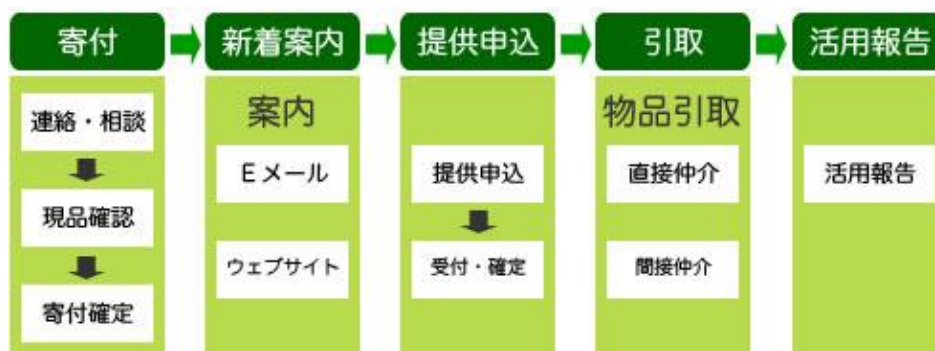 寄付
新着案内
提供申込
引取
活用報告
連絡・相談
現品確認
寄付確定
案内
Eメール
ウェブサイト
提供申込
受付・確定
物品引取
直接仲介
間接仲介
活用報告